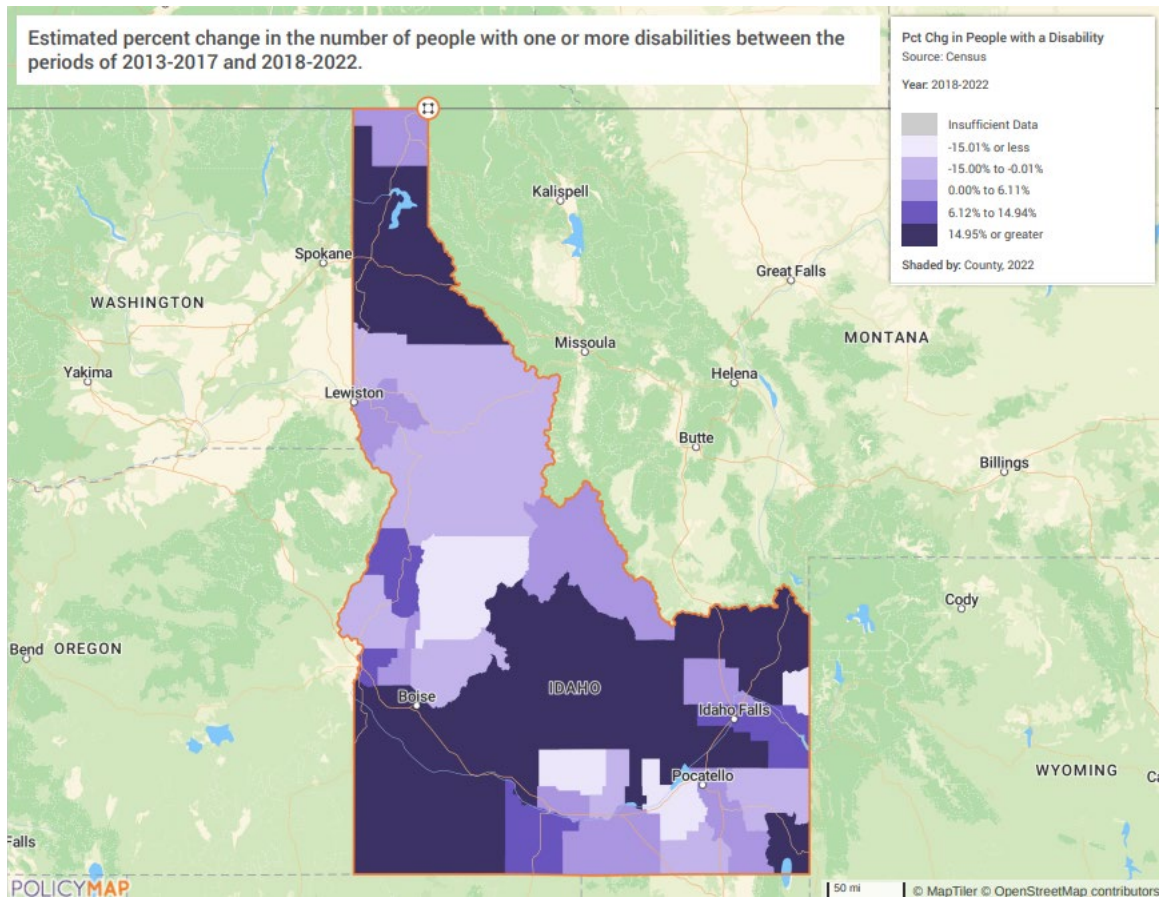 Estimated percent change in the number of people with one or more disabilities between the
periods of 2013-2017 and 2018-2022.
Pct Chg in People with a Disability
Source: Census
Year: 2018-2022
Insufficient Data
-15.01% or less
-15.00% to -0.01%
0.00% to 6.11%
6.12% to 14.94%
14.95% or greater
Shaded by: County, 2022
Kalispell
Spokane
Great Falls
WASHINGTON
MONTANA
Missoula
Yakima
Helena
Lewiston
Butte
Billings
Cody
Bend
OREGON
IDAHO
Boise
Idaho Falls
Pocatello
WYOMING
Ca
Falls
POLICYMAP
50 mi
© MapTiler © OpenStreetMap contributors